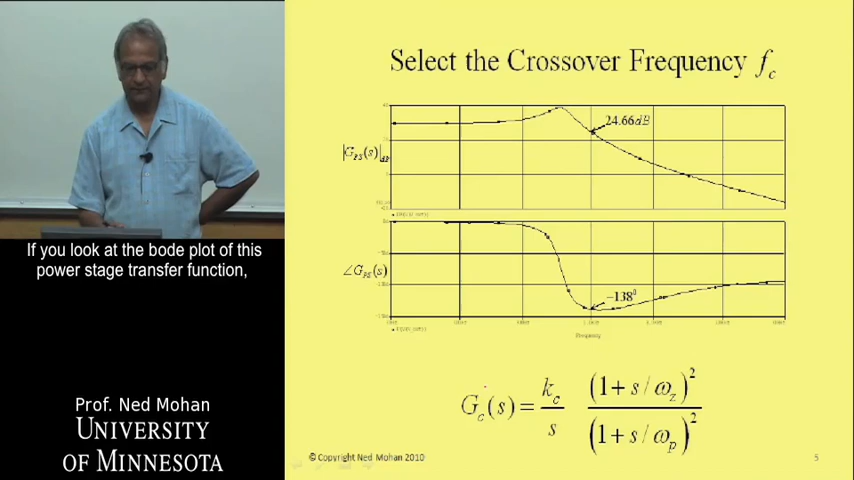 Select the Crossover Frequency f_c
24.66dB
|G_PS(s)|_dB
∠G_PS(s)
-138⁰
Frequency
G_c(s) = k_c/s (1+s/ω_z)²/(1+s/ω_p)²
If you look at the bode plot of this
power stage transfer function,
Prof. Ned Mohan
UNIVERSITY
OF MINNESOTA
© Copyright Ned Mohan 2010
5